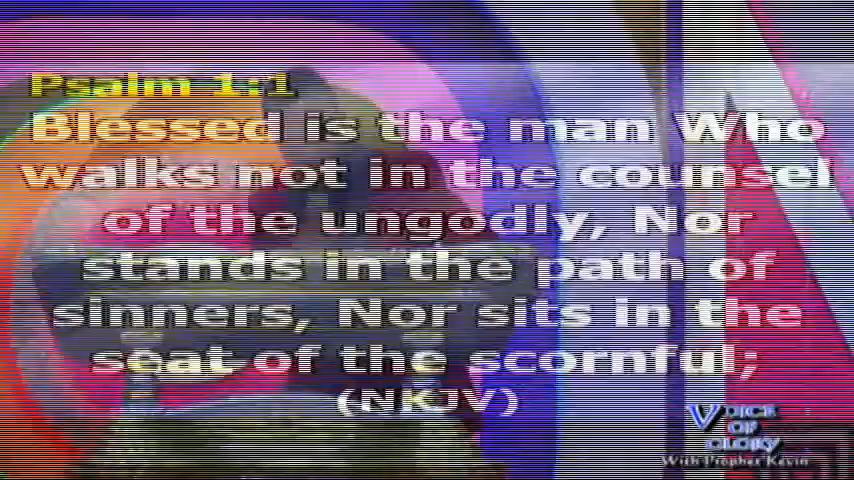 Psalm 1:1
Blessed is the man Who
walks not in the counsel
of the ungodly, Nor
stands in the path of
sinners, Nor sits in the
seat of the scornful;
(NKJV)
VOICE
OF
GLORY
With Prophet Kevin